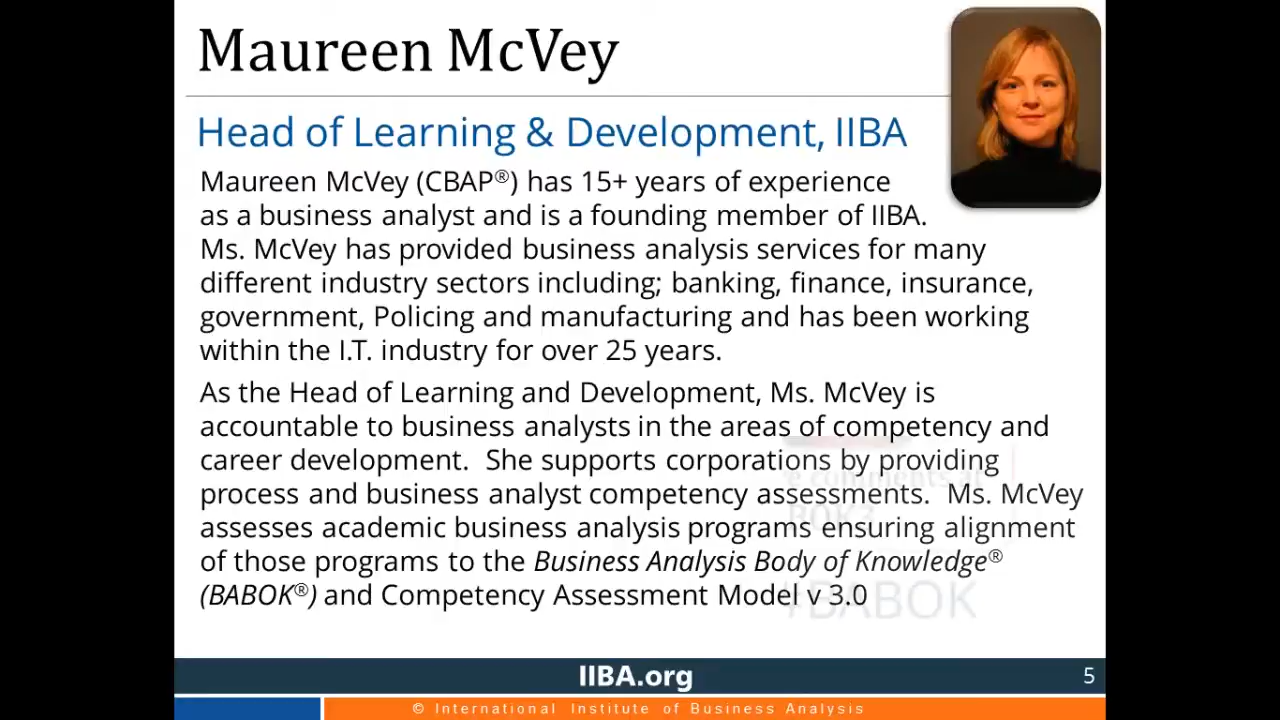 Maureen McVey
Head of Learning & Development, IIBA
Maureen McVey (CBAP®) has 15+ years of experience
as a business analyst and is a founding member of IIBA.
Ms. McVey has provided business analysis services for many
different industry sectors including; banking, finance, insurance,
government, Policing and manufacturing and has been working
within the I.T. industry for over 25 years.
As the Head of Learning and Development, Ms. McVey is
accountable to business analysts in the areas of competency and
career development.  She supports corporations by providing
process and business analyst competency assessments.  Ms. McVey
assesses academic business analysis programs ensuring alignment
of those programs to the Business Analysis Body of Knowledge®
(BABOK®) and Competency Assessment Model v 3.0
#BABOK
IIBA.org
5
© International Institute of Business Analysis